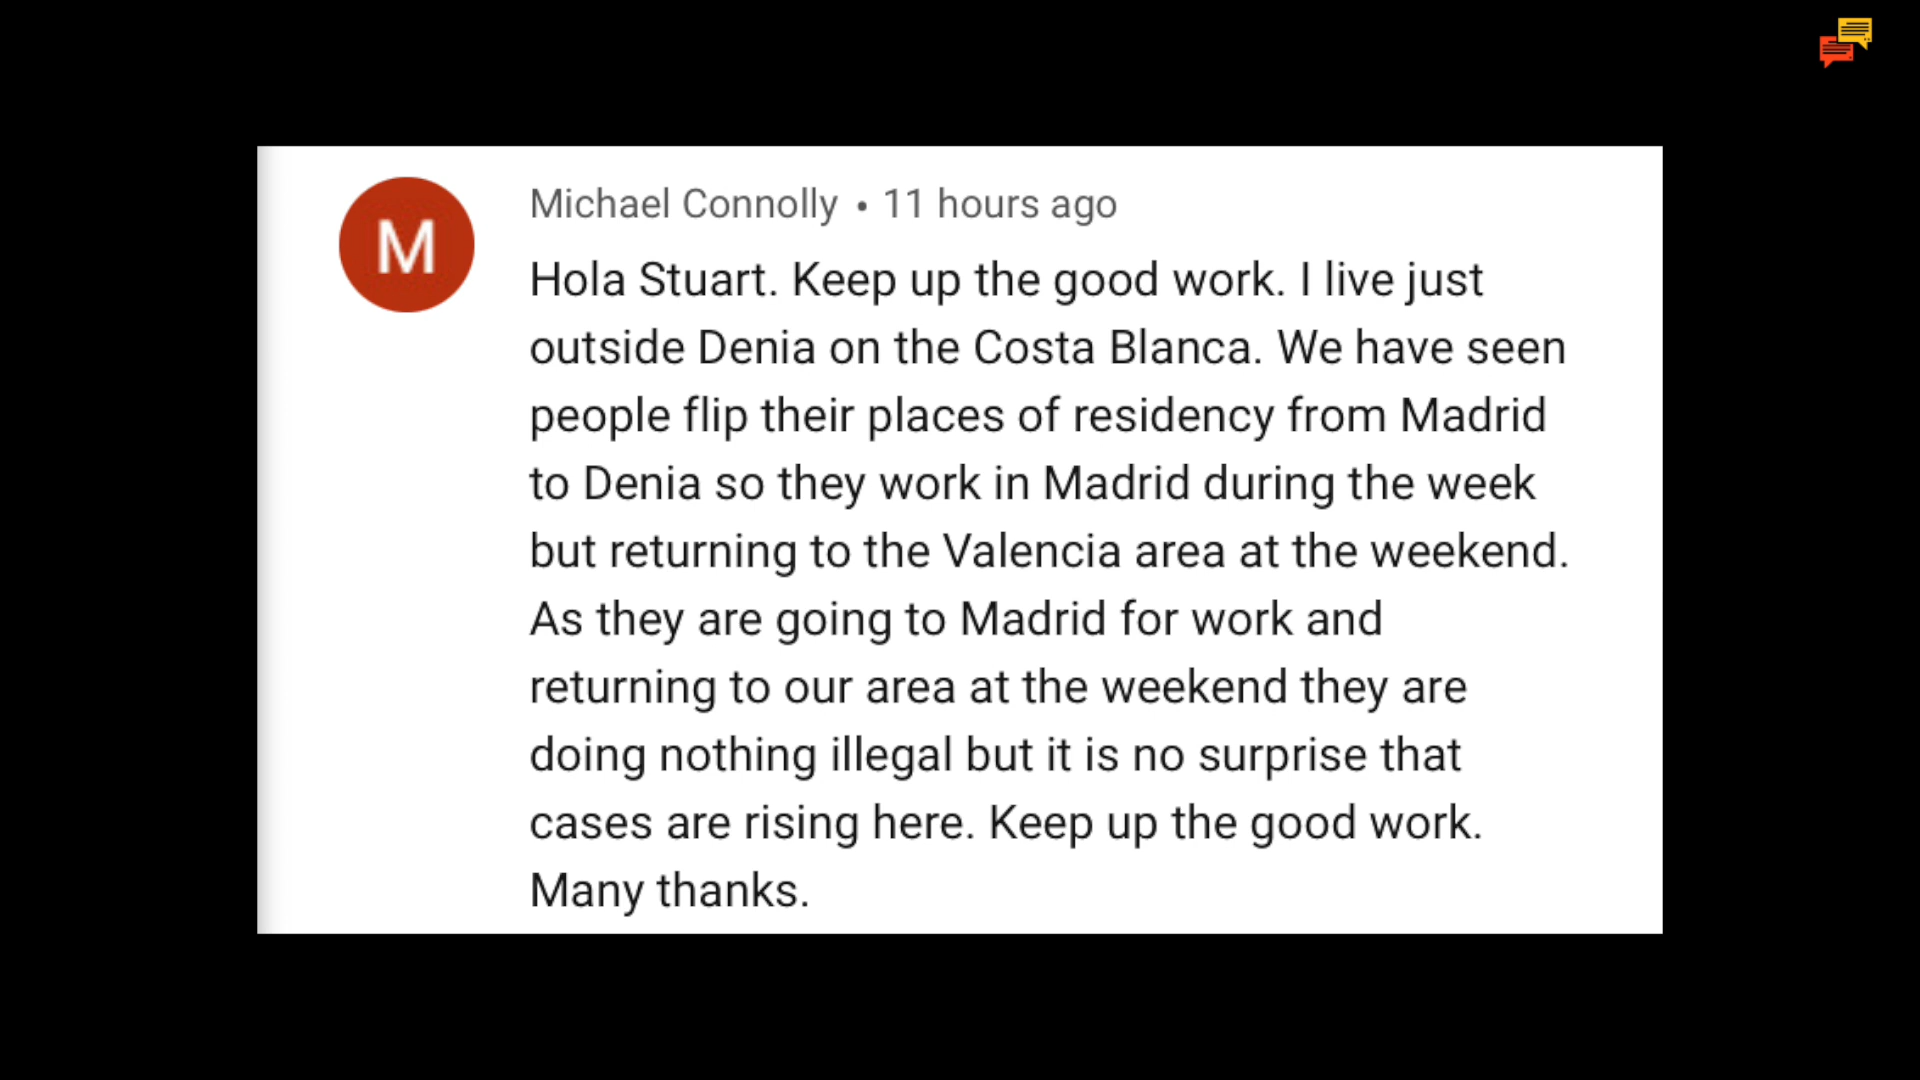 Michael Connolly • 11 hours ago
M
Hola Stuart. Keep up the good work. I live just
outside Denia on the Costa Blanca. We have seen
people flip their places of residency from Madrid
to Denia so they work in Madrid during the week
but returning to the Valencia area at the weekend.
As they are going to Madrid for work and
returning to our area at the weekend they are
doing nothing illegal but it is no surprise that
cases are rising here. Keep up the good work.
Many thanks.